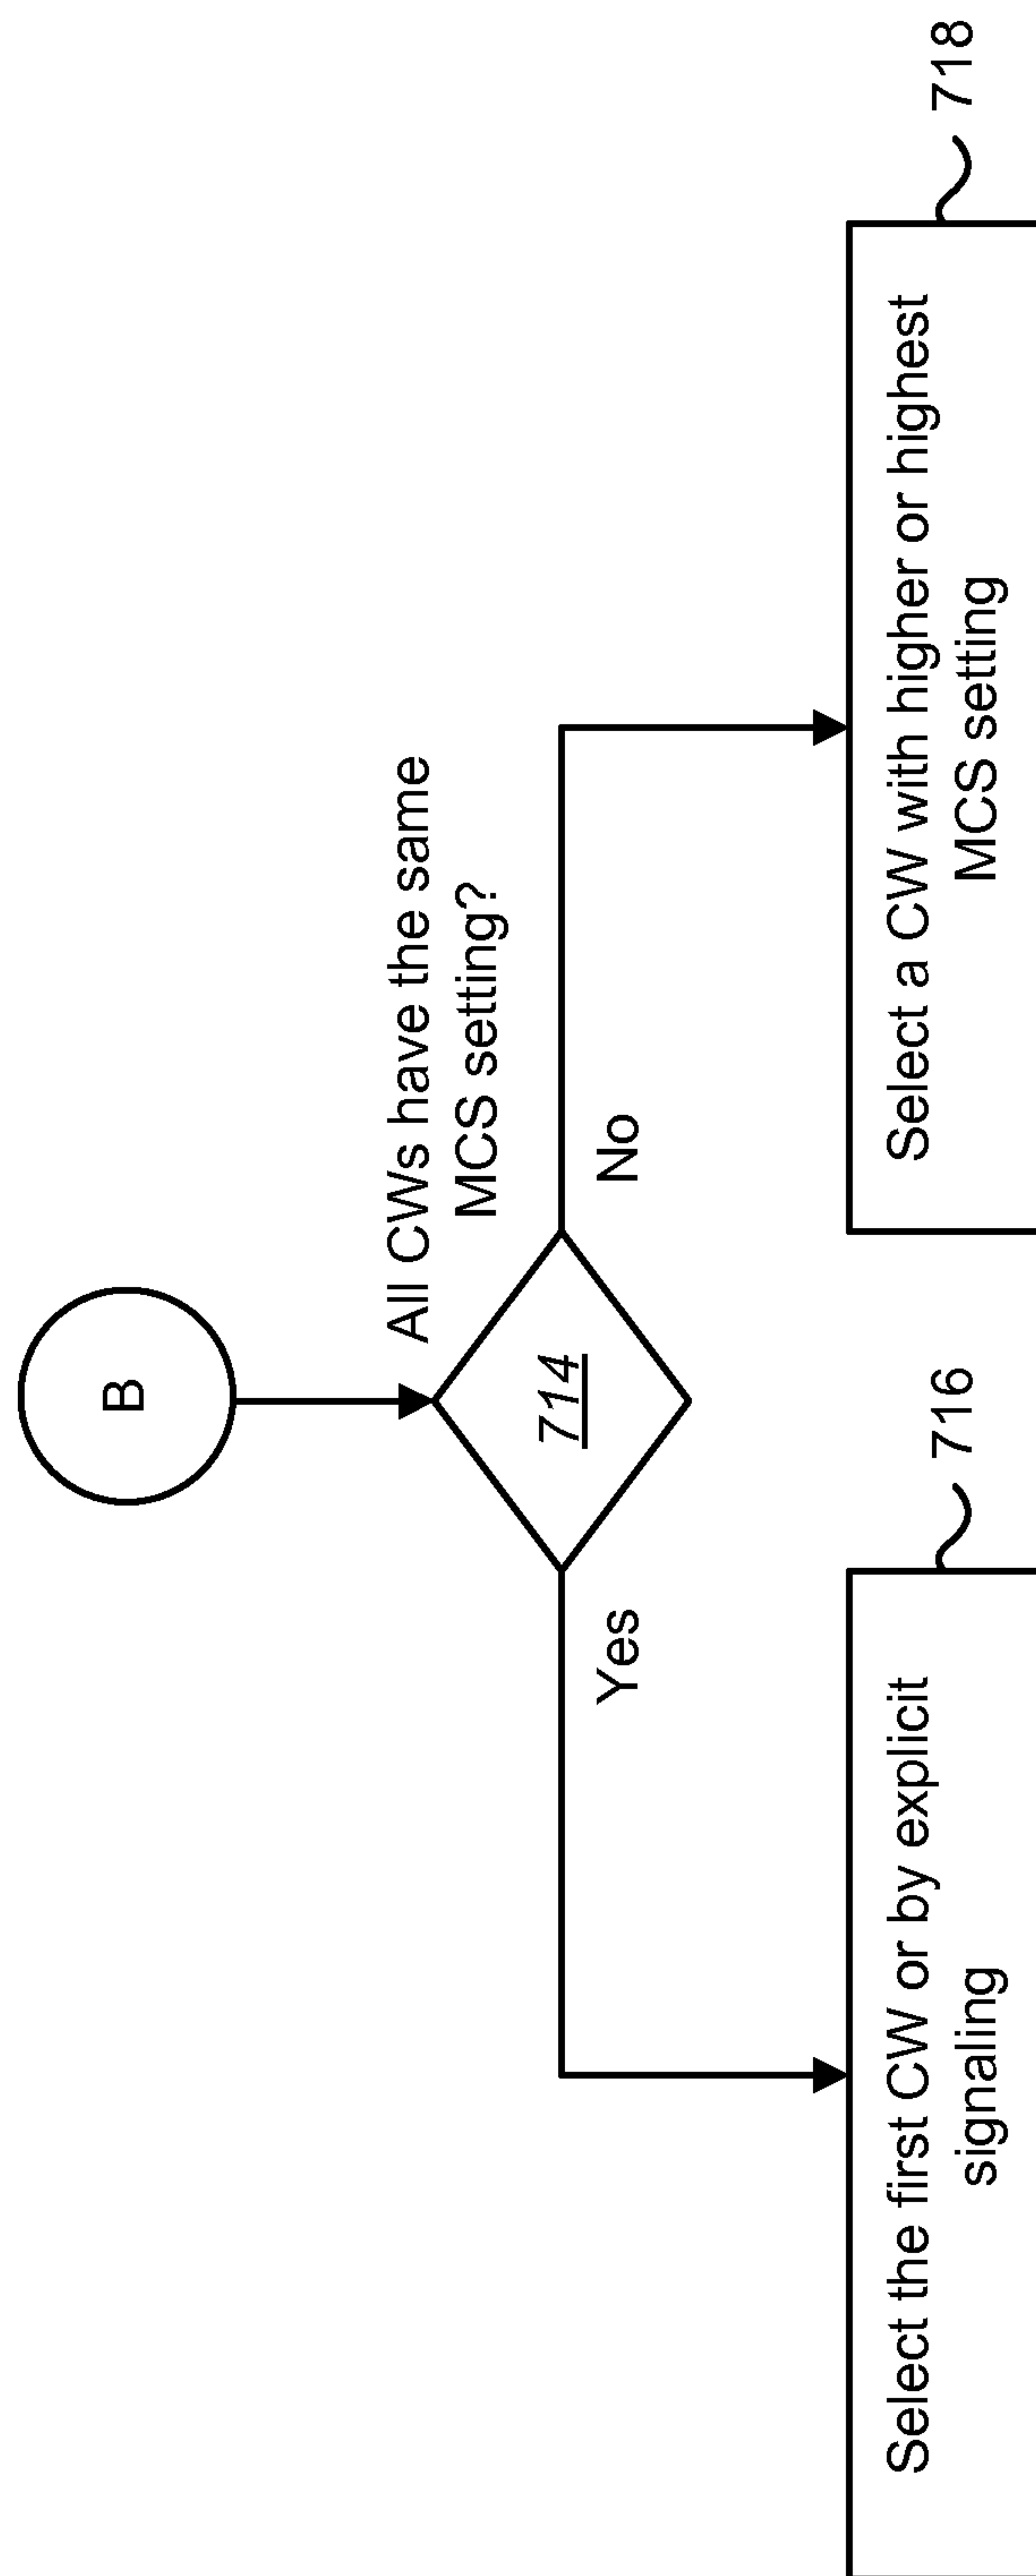 B
All CWs have the same
MCS setting?
714
Yes
No
Select the first CW or by explicit
signaling
716
Select a CW with higher or highest
MCS setting
718